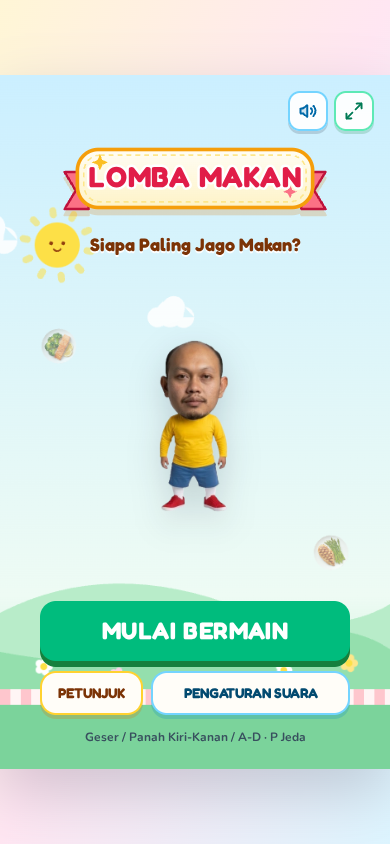 LOMBA MAKAN
Siapa Paling Jago Makan?
MULAI BERMAIN
PETUNJUK
PENGATURAN SUARA
Geser / Panah Kiri-Kanan / A-D · P Jeda